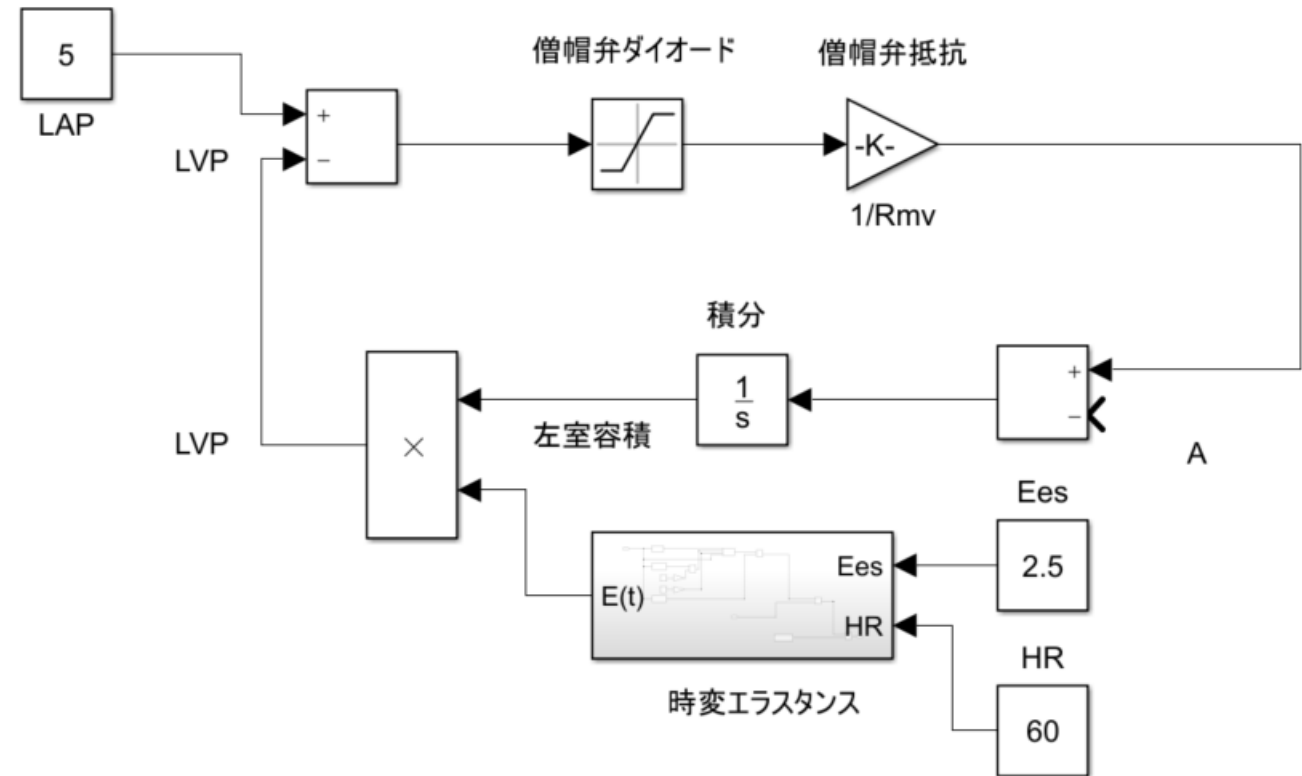 5
LAP
LVP
+
−
僧帽弁ダイオード
僧帽弁抵抗
-K-
1/Rmv
積分
1
s
左室容積
+
−
A
LVP
×
Ees
2.5
Ees
E(t)
HR
HR
60
時変エラスタンス